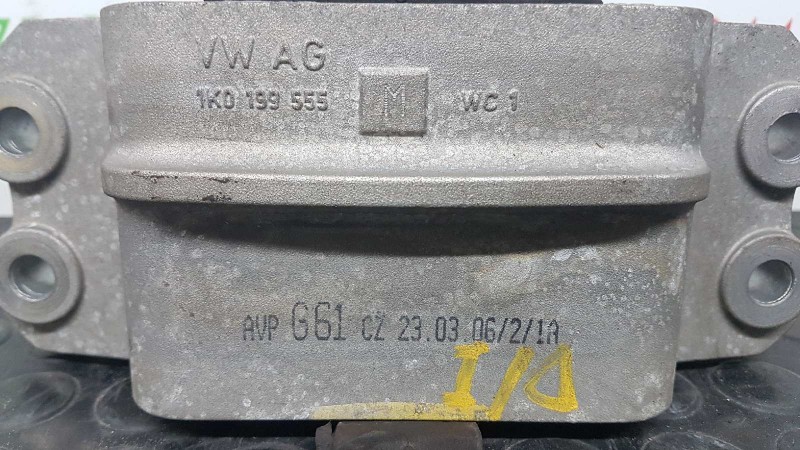 VW AG
1K0 199 555 M WC 1
AVP G61 CZ 23.03.06/2/1A
I/D